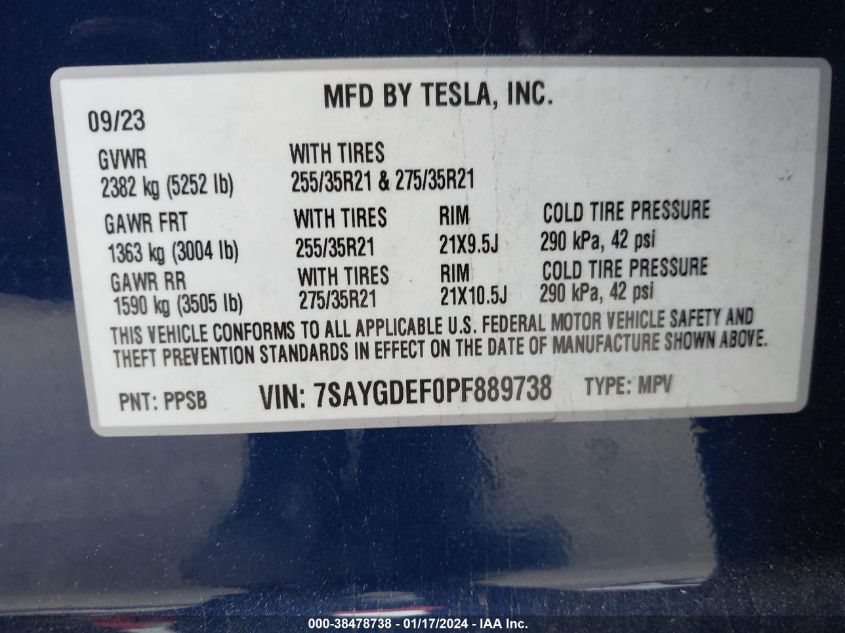 MFD BY TESLA, INC.
09/23
GVWR WITH TIRES
2382 kg (5252 lb) 255/35R21 & 275/35R21
GAWR FRT WITH TIRES RIM COLD TIRE PRESSURE
1363 kg (3004 lb) 255/35R21 21X9.5J 290 kPa, 42 psi
GAWR RR WITH TIRES RIM COLD TIRE PRESSURE
1590 kg (3505 lb) 275/35R21 21X10.5J 290 kPa, 42 psi
THIS VEHICLE CONFORMS TO ALL APPLICABLE U.S. FEDERAL MOTOR VEHICLE SAFETY AND
THEFT PREVENTION STANDARDS IN EFFECT ON THE DATE OF MANUFACTURE SHOWN ABOVE.
PNT: PPSB VIN: 7SAYGDEF0PF889738 TYPE: MPV
000-38478738 - 01/17/2024 - IAA Inc.